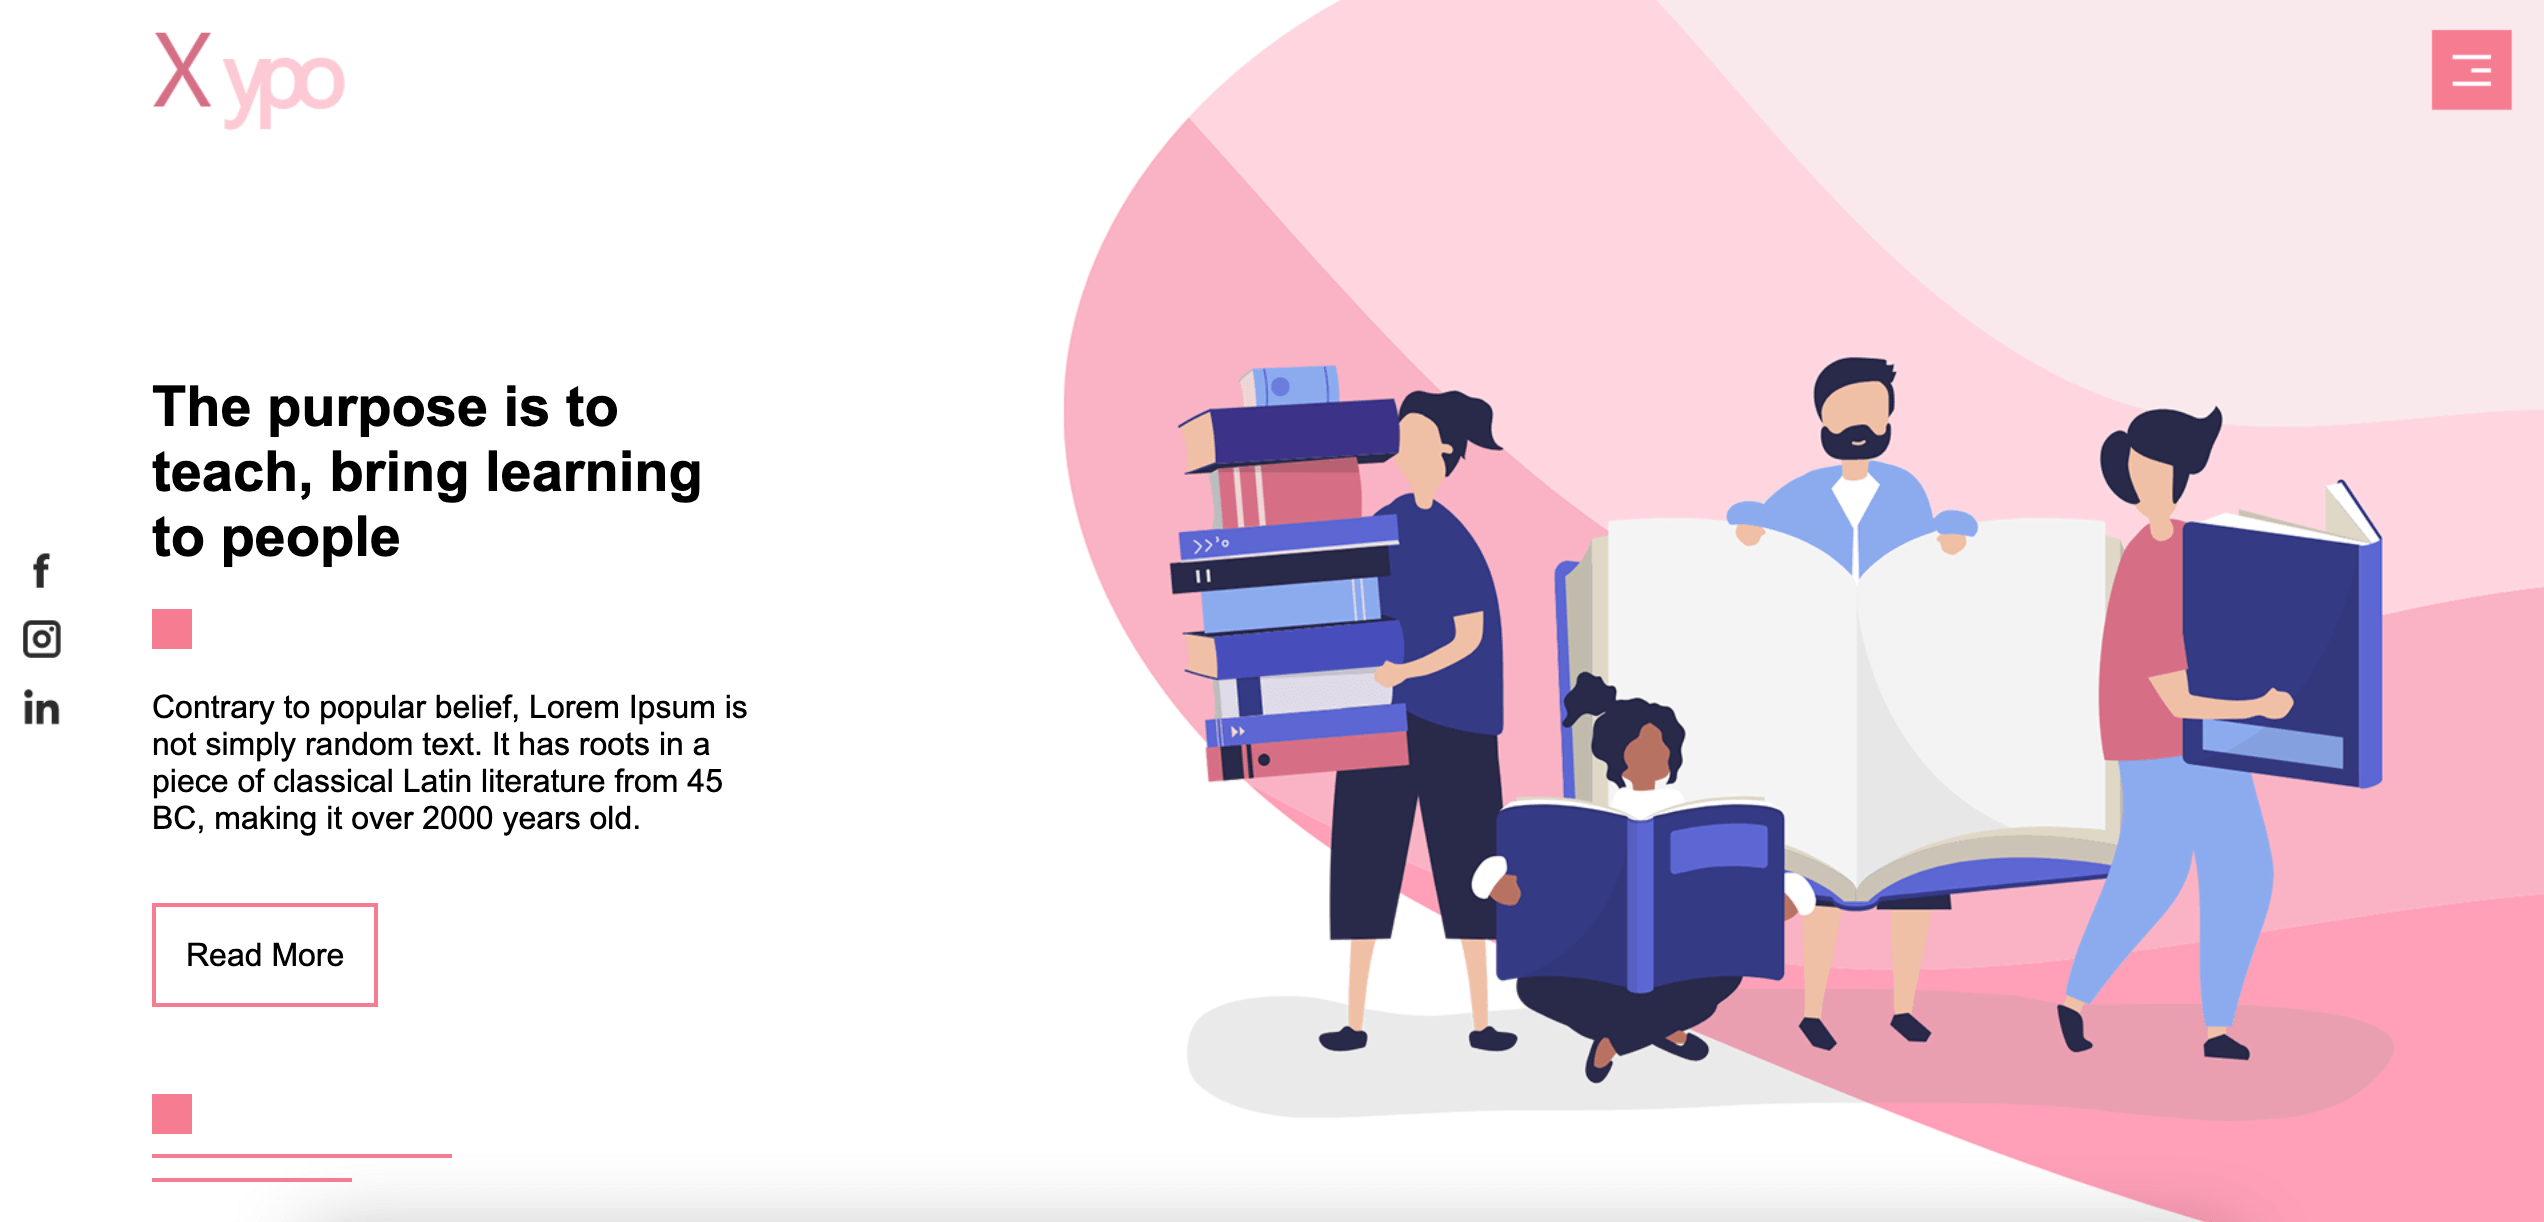 Xypo
The purpose is to
teach, bring learning
to people
f
in
Contrary to popular belief, Lorem Ipsum is
not simply random text. It has roots in a
piece of classical Latin literature from 45
BC, making it over 2000 years old.
Read More